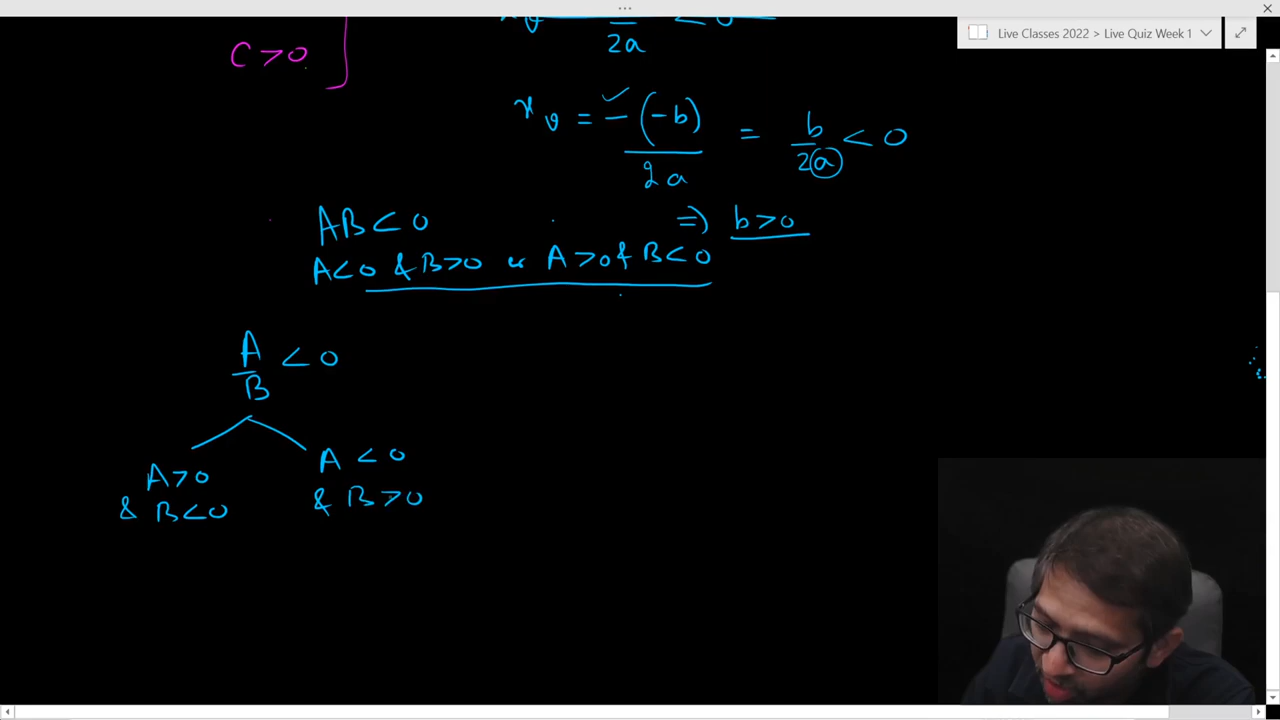 Live Classes 2022 > Live Quiz Week 1
C > 0
2a
x v = - (-b) / 2a = b / 2a < 0
AB < 0
=> b > 0
A < 0 & B > 0 or A > 0 & B < 0
A / B < 0
A > 0
& B < 0
A < 0
& B > 0